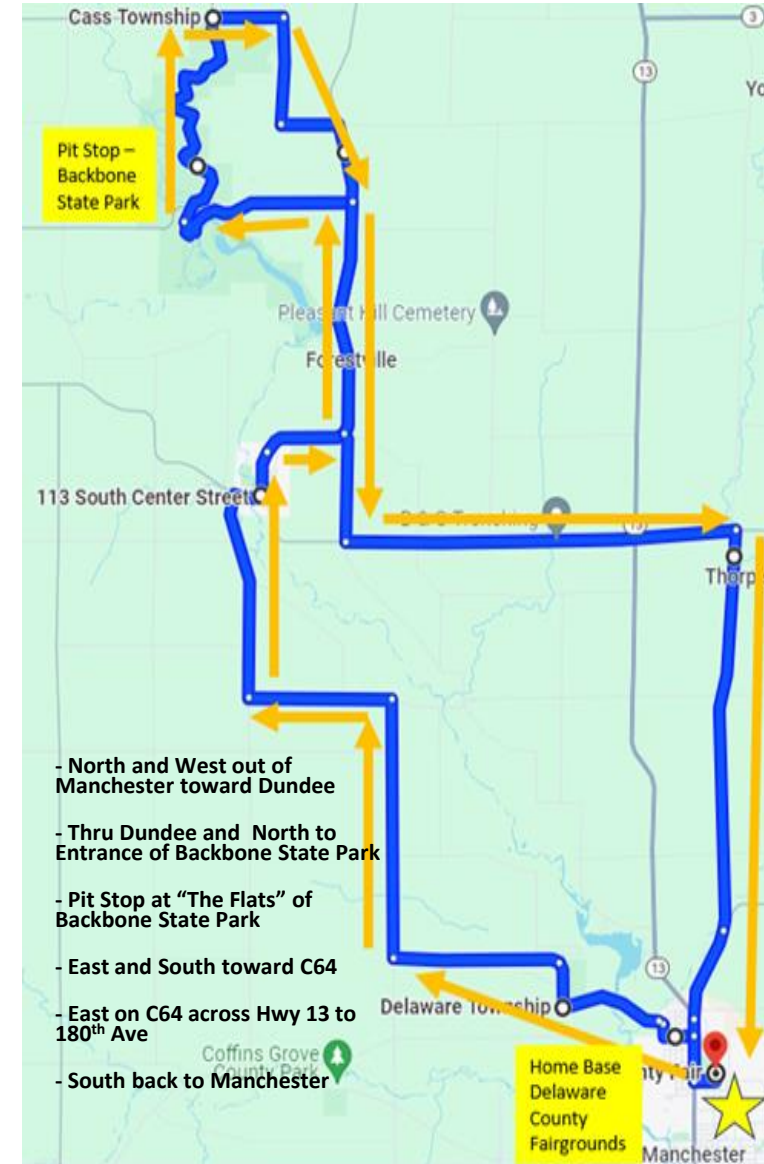 Cass Township
3
13
Yo
Pit Stop –
Backbone
State Park
Pleasant Hill Cemetery
Forestville
113 South Center Street
13
Thorp
- North and West out of
Manchester toward Dundee
- Thru Dundee and North to
Entrance of Backbone State Park
- Pit Stop at “The Flats” of
Backbone State Park
- East and South toward C64
- East on C64 across Hwy 13 to
180th Ave
- South back to Manchester
13
Delaware Township
Coffins Grove
County Park
nty Fair
Home Base
Delaware
County
Fairgrounds
Manchester